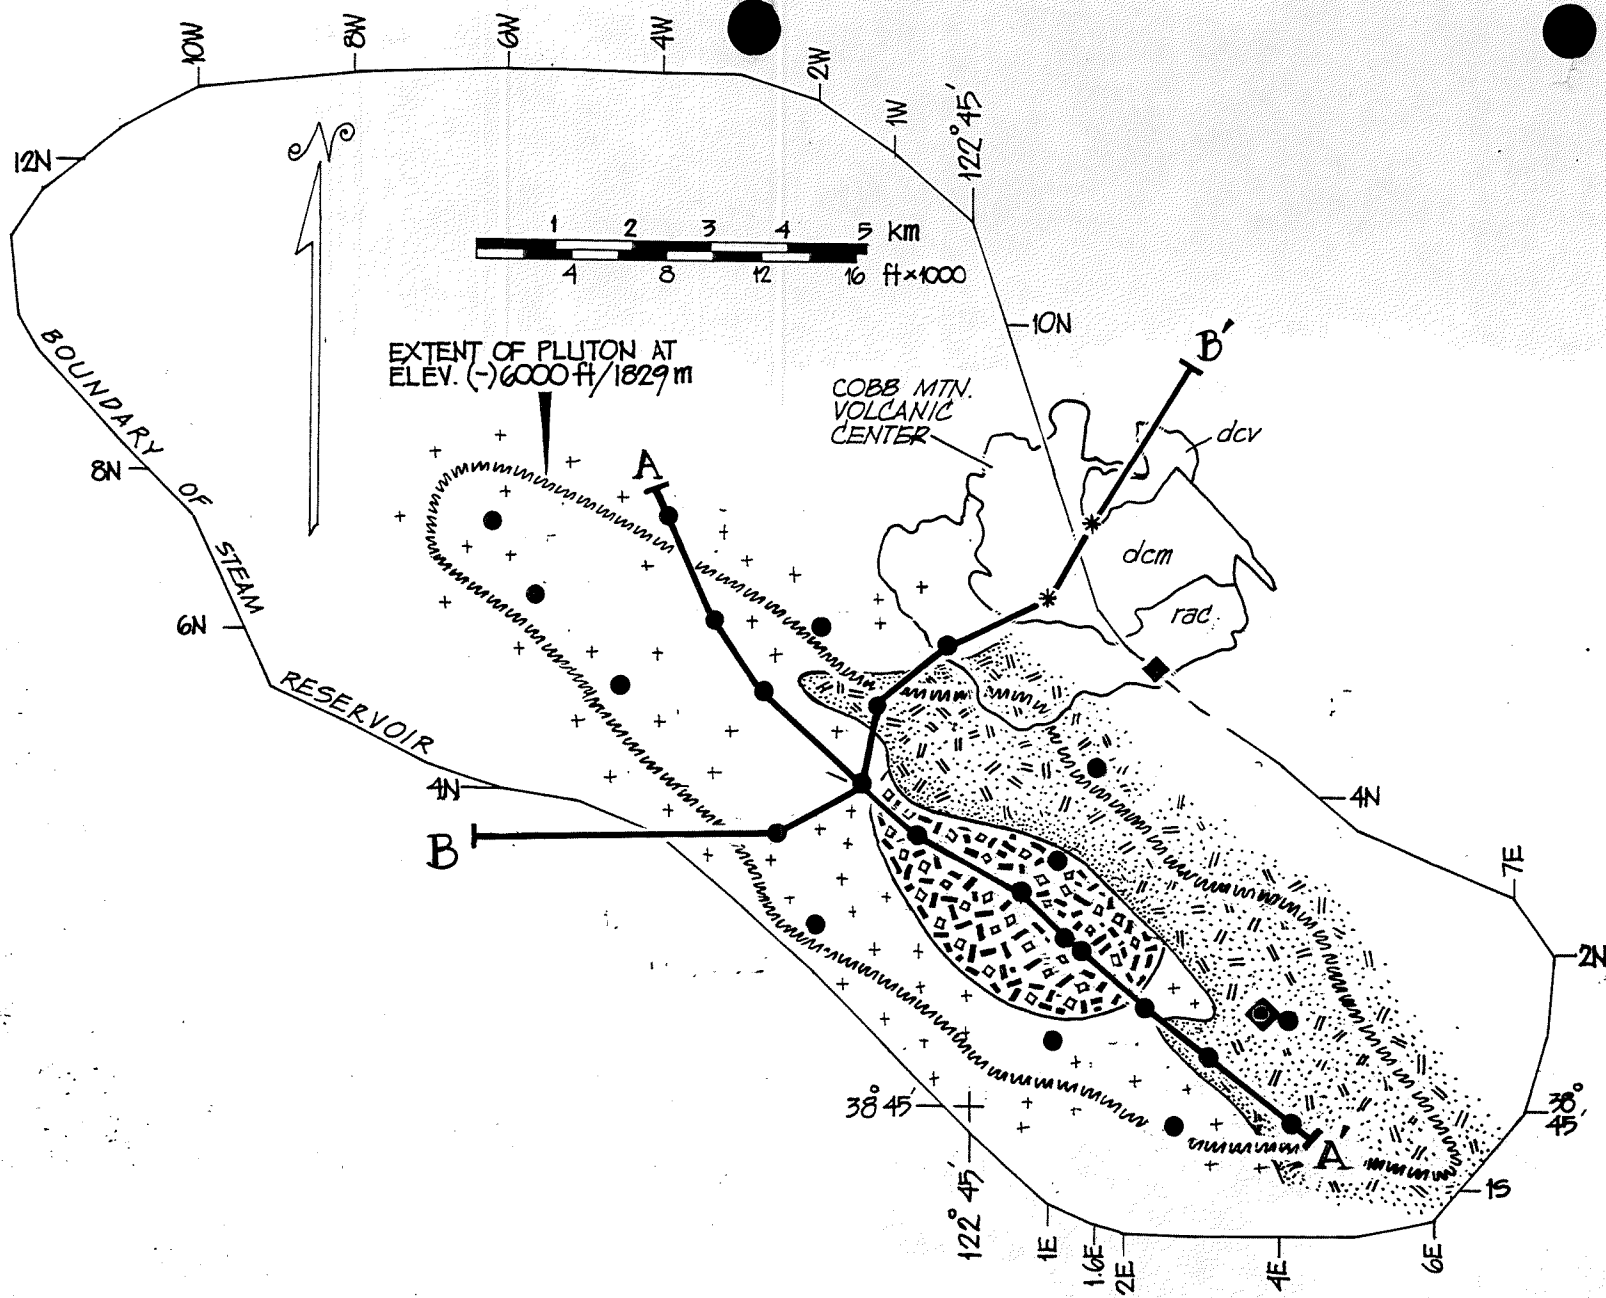 10W
8W
6W
4W
2W
1W
122° 45'
12N
N
1 2 3 4 5 km
4 8 12 16 ft×1000
10N
B'
EXTENT OF PLUTON AT
ELEV. (-)6000 ft/1829 m
COBB MTN.
VOLCANIC
CENTER
dcv
BOUNDARY OF STEAM RESERVOIR
A
8N
dcm
rac
6N
4N
4N
B
7E
2N
38° 45'
38°
45'
A'
1S
122° 45'
1E
1.6E
2E
4E
6E